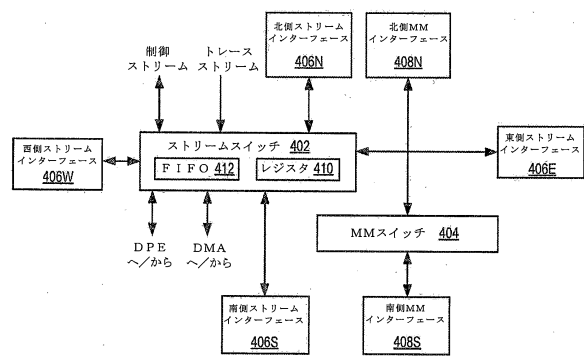 北側ストリーム
インターフェース
406N
北側MM
インターフェース
408N
制御
ストリーム
トレース
ストリーム
西側ストリーム
インターフェース
406W
ストリームスイッチ 402
FIFO 412
レジスタ 410
東側ストリーム
インターフェース
406E
DPE
へ/から
DMA
へ/から
MMスイッチ 404
南側ストリーム
インターフェース
406S
南側MM
インターフェース
408S